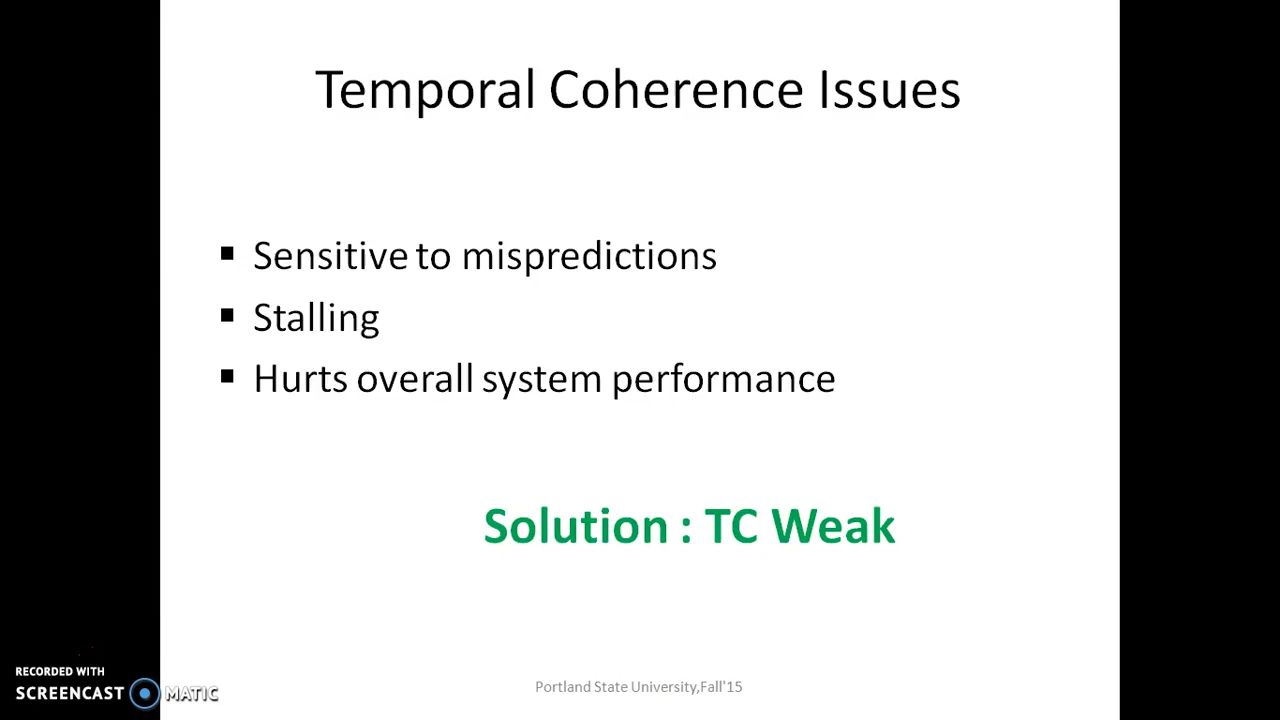 Temporal Coherence Issues
▪ Sensitive to mispredictions
▪ Stalling
▪ Hurts overall system performance
Solution : TC Weak
RECORDED WITH
SCREENCAST MATIC
Portland State University,Fall'15